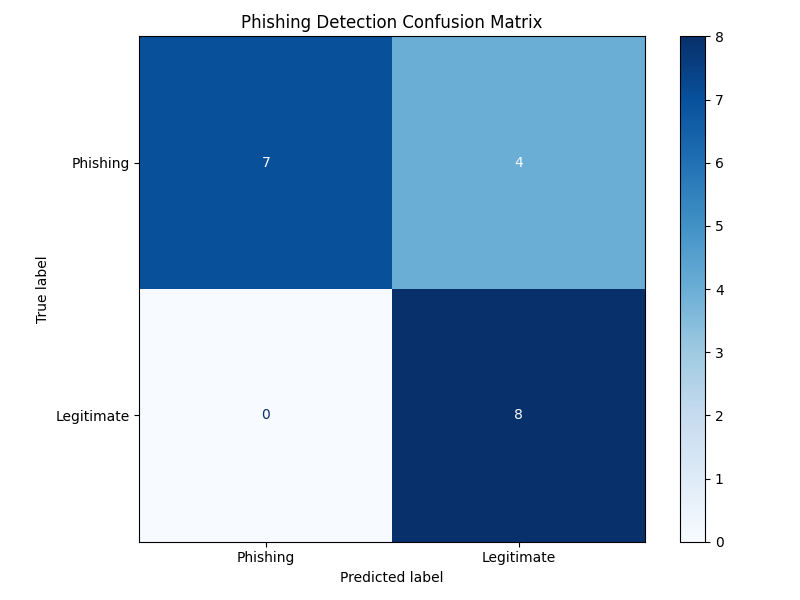 Phishing Detection Confusion Matrix
True label
Phishing
7
4
Legitimate
0
8
Phishing
Legitimate
Predicted label
8
7
6
5
4
3
2
1
0